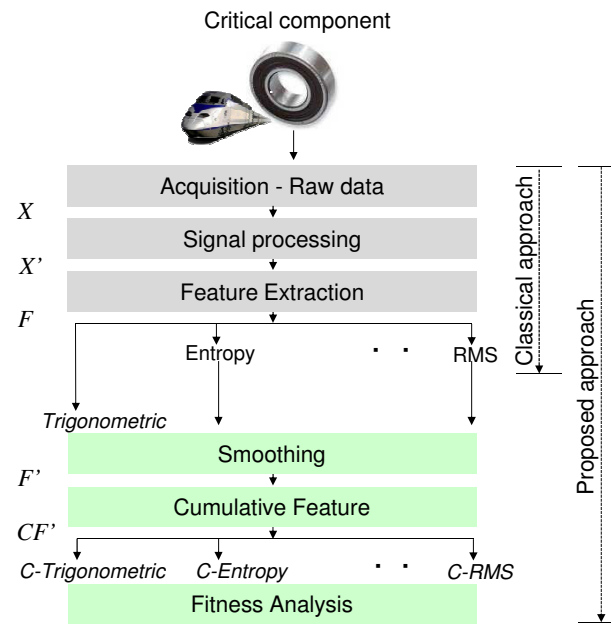 Critical component
Acquisition - Raw data
X
Signal processing
X’
Feature Extraction
F
Entropy
. .
RMS
Trigonometric
Smoothing
F’
Cumulative Feature
CF’
C-Trigonometric
C-Entropy
. .
C-RMS
Fitness Analysis
Classical approach
Proposed approach